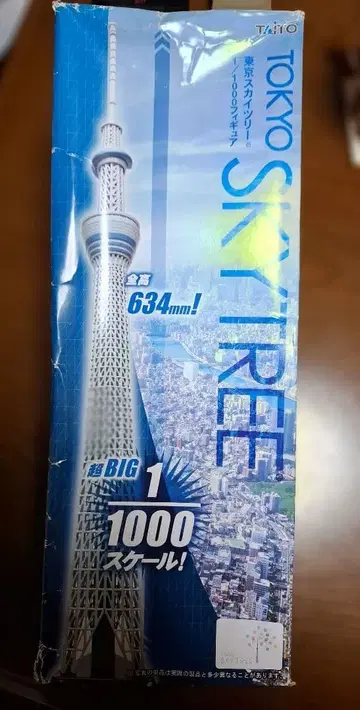 TAITO
TOKYO SKYTREE
東京スカイツリー®
1/1000フィギュア
全高
634mm!
超BIG
1
1000
スケール!